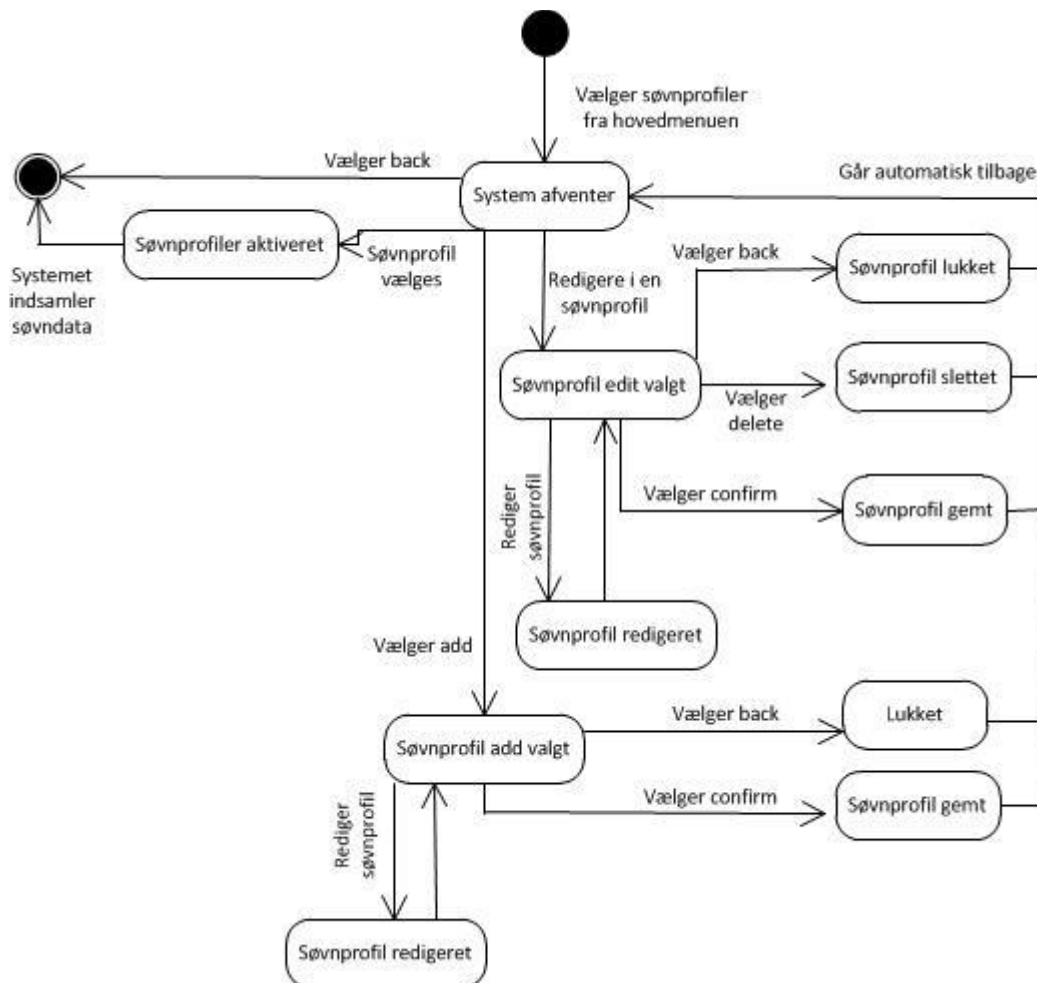 Vælger søvnprofiler
fra hovedmenuen
Vælger back
System afventer
Går automatisk tilbage
Søvnprofiler aktiveret
Søvnprofil
vælges
Systemet
indsamler
søvndata
Redigere i en
søvnprofil
Vælger back
Søvnprofil lukket
Søvnprofil edit valgt
Vælger
delete
Søvnprofil slettet
Rediger
søvnprofil
Vælger confirm
Søvnprofil gemt
Søvnprofil redigeret
Vælger add
Søvnprofil add valgt
Vælger back
Lukket
Vælger confirm
Søvnprofil gemt
Rediger
søvnprofil
Søvnprofil redigeret